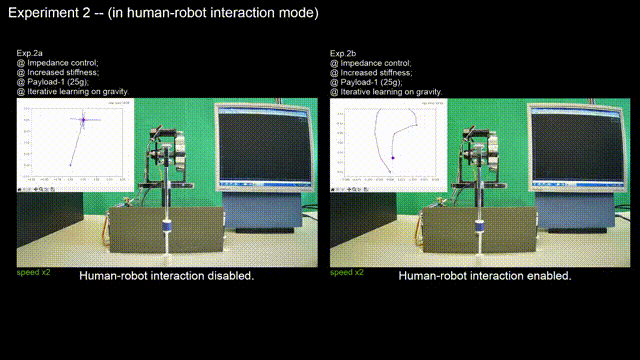 Experiment 2 -- (in human-robot interaction mode)
Exp.2a
@ Impedance control;
@ Increased stiffness;
@ Payload-1 (25g);
@ Iterative learning on gravity.
Exp.2b
@ Impedance control;
@ Increased stiffness;
@ Payload-1 (25g);
@ Iterative learning on gravity.
speed x2
Human-robot interaction disabled.
speed x2
Human-robot interaction enabled.